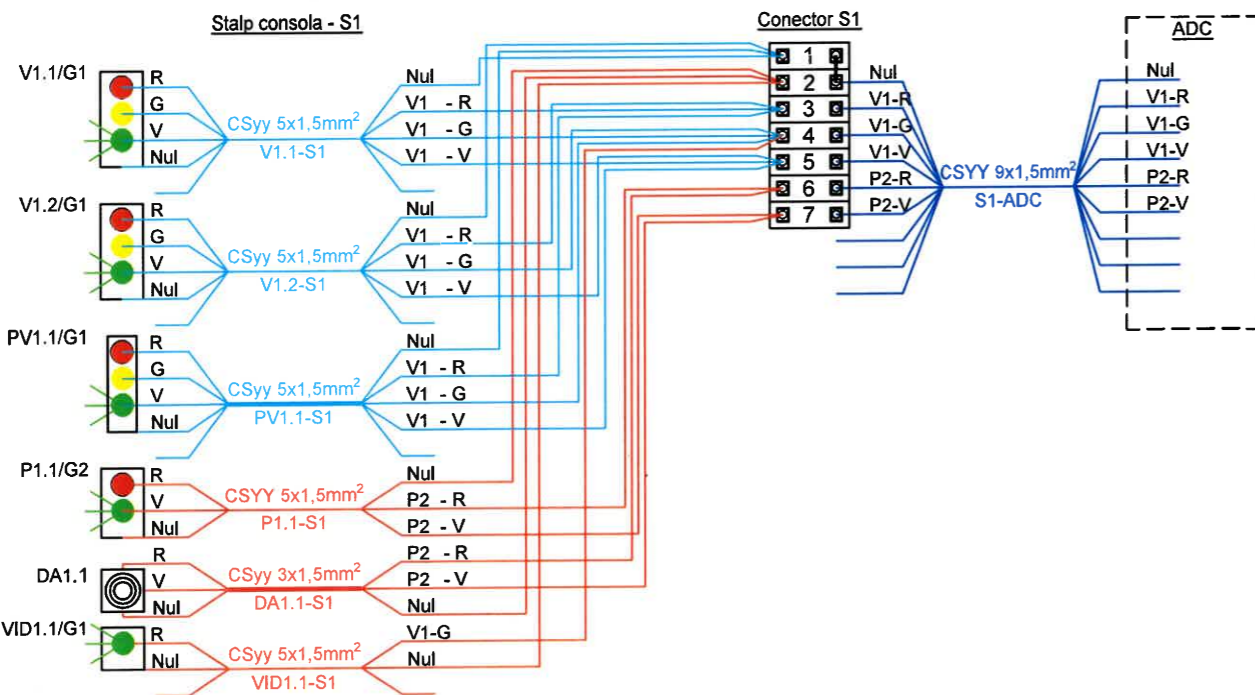 Stalp consola - S1
Conector S1
ADC
V1.1/G1
R
G
V
Nul
CSyy 5x1,5mm²
V1.1-S1
Nul
V1 - R
V1 - G
V1 - V
V1.2/G1
R
G
V
Nul
CSyy 5x1,5mm²
V1.2-S1
Nul
V1 - R
V1 - G
V1 - V
PV1.1/G1
R
G
V
Nul
CSyy 5x1,5mm²
PV1.1-S1
Nul
V1 - R
V1 - G
V1 - V
P1.1/G2
R
V
Nul
CSYY 5x1,5mm²
P1.1-S1
Nul
P2 - R
P2 - V
DA1.1
R
V
Nul
CSyy 3x1,5mm²
DA1.1-S1
P2 - R
P2 - V
Nul
VID1.1/G1
R
Nul
CSyy 5x1,5mm²
VID1.1-S1
V1-G
Nul
1
2
3
4
5
6
7
Nul
V1-R
V1-G
V1-V
P2-R
P2-V
CSYY 9x1,5mm²
S1-ADC
Nul
V1-R
V1-G
V1-V
P2-R
P2-V